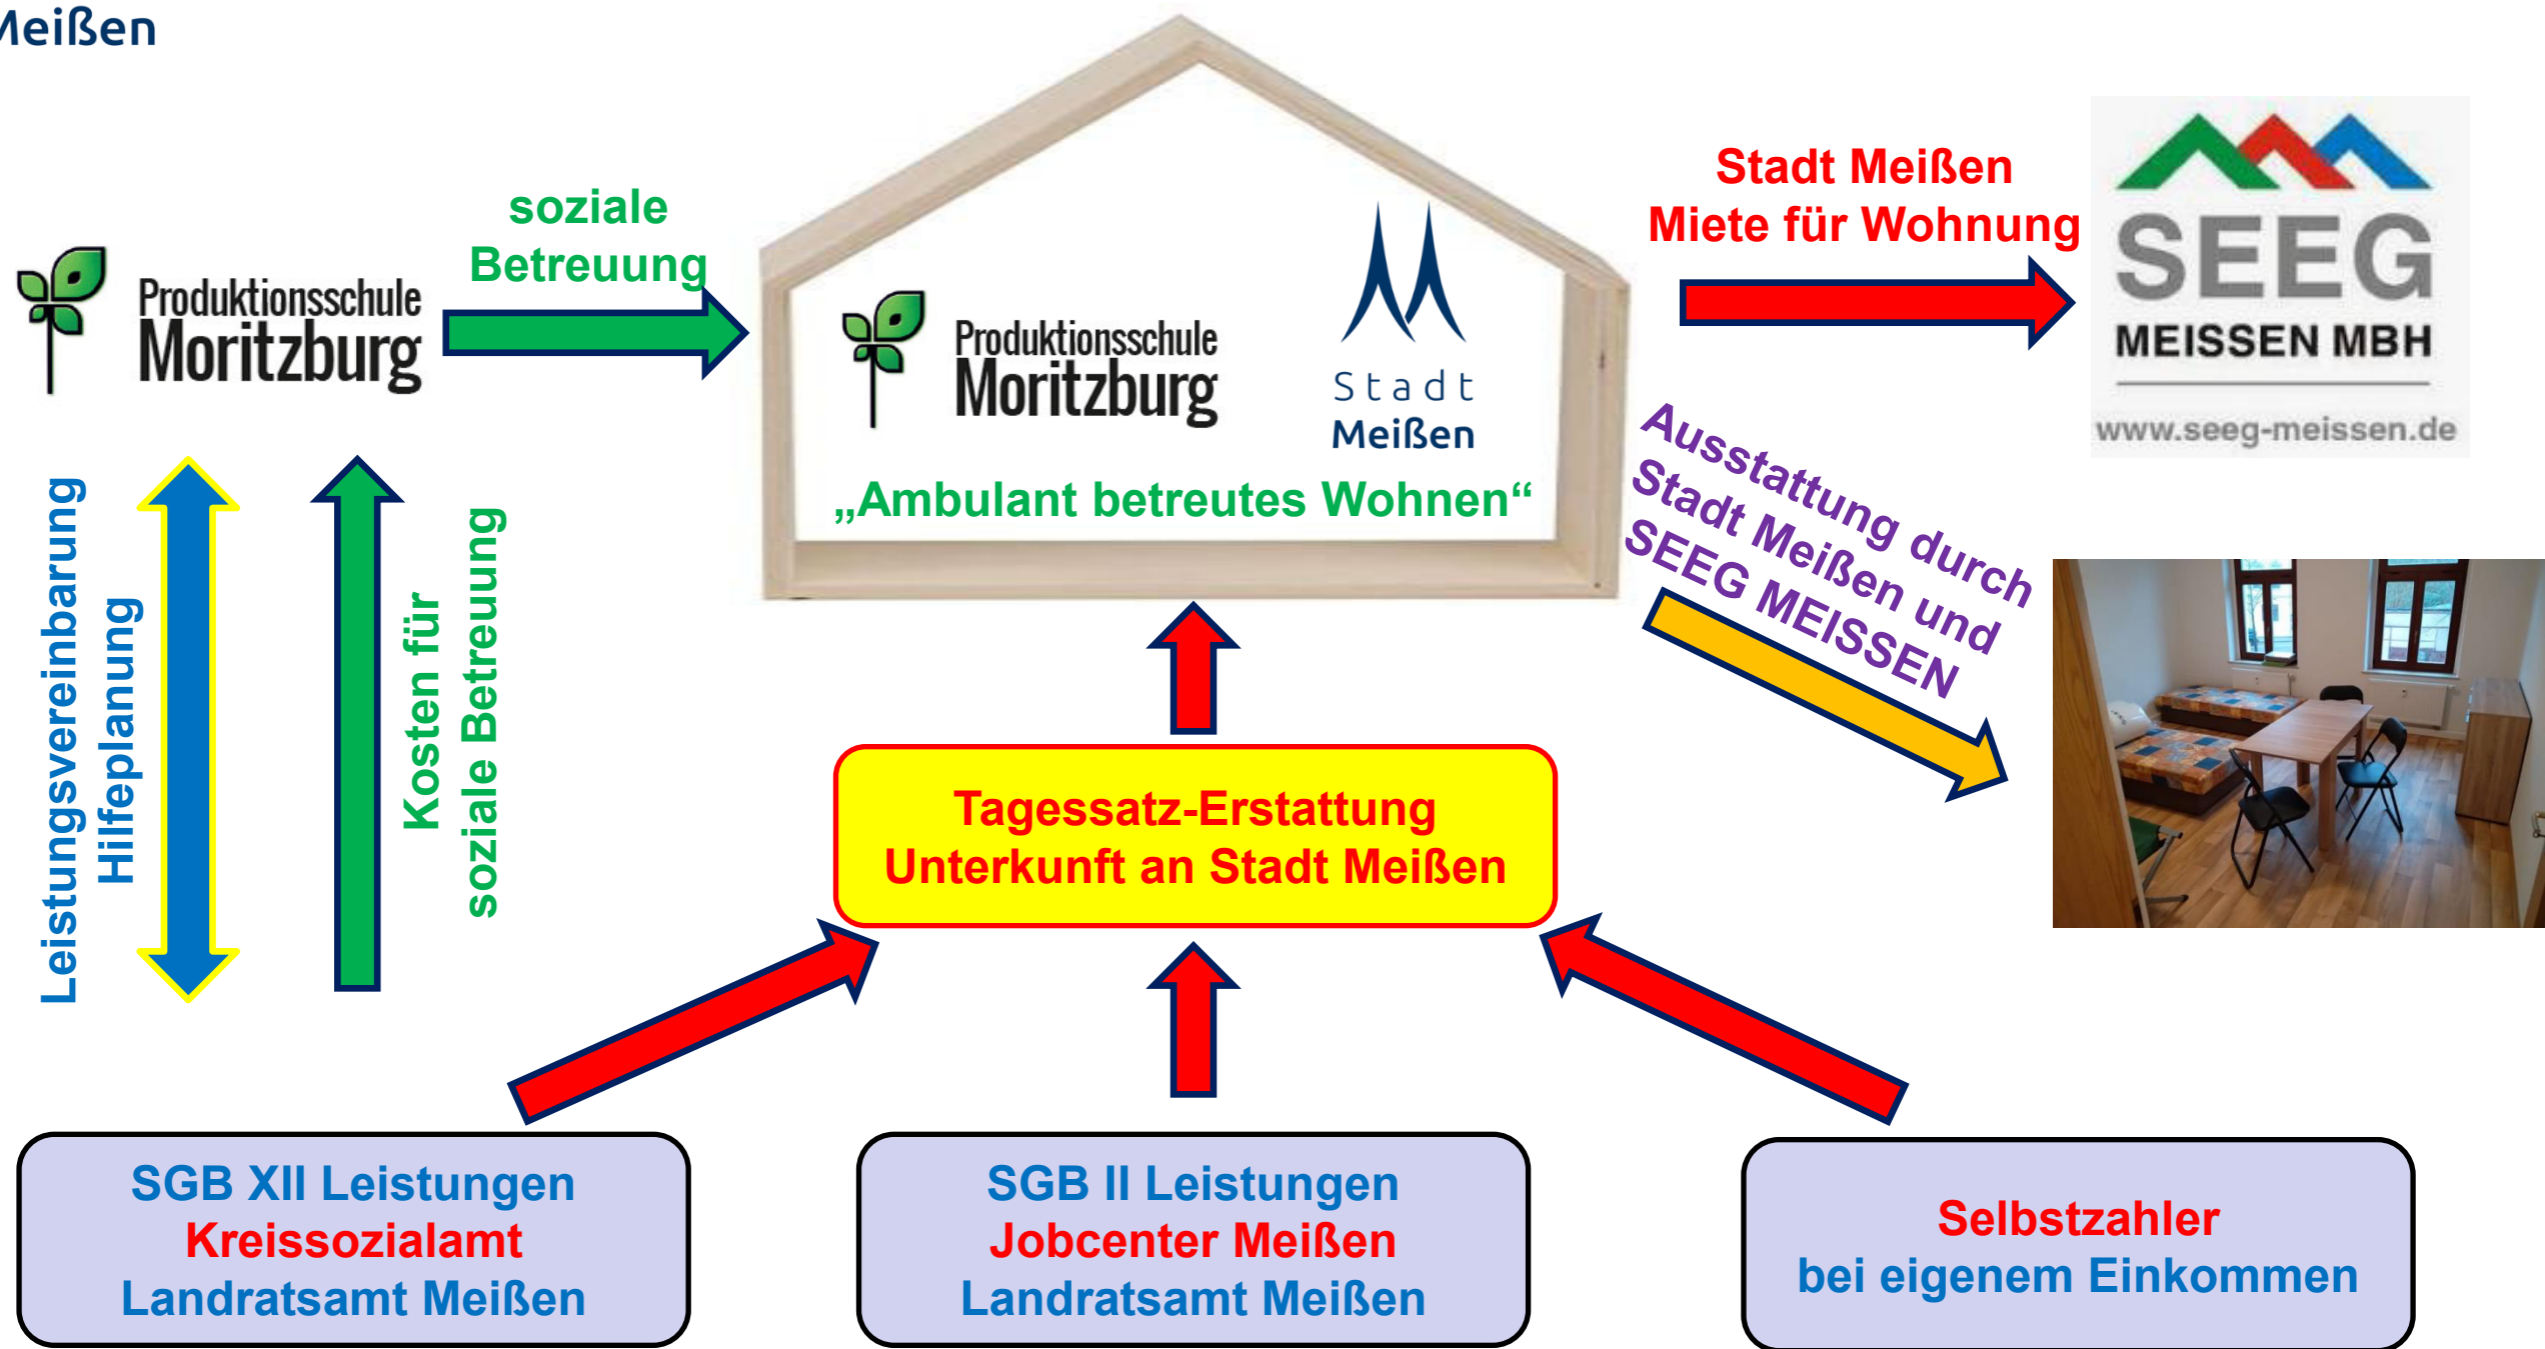 Meißen
soziale
Betreuung
Produktionsschule
Moritzburg
Produktionsschule
Moritzburg
Stadt
Meißen
„Ambulant betreutes Wohnen“
Stadt Meißen
Miete für Wohnung
SEEG
MEISSEN MBH
www.seeg-meissen.de
Ausstattung durch
Stadt Meißen und
SEEG MEISSEN
Leistungsvereinbarung
Hilfeplanung
Kosten für
soziale Betreuung
Tagessatz-Erstattung
Unterkunft an Stadt Meißen
SGB XII Leistungen
Kreissozialamt
Landratsamt Meißen
SGB II Leistungen
Jobcenter Meißen
Landratsamt Meißen
Selbstzahler
bei eigenem Einkommen